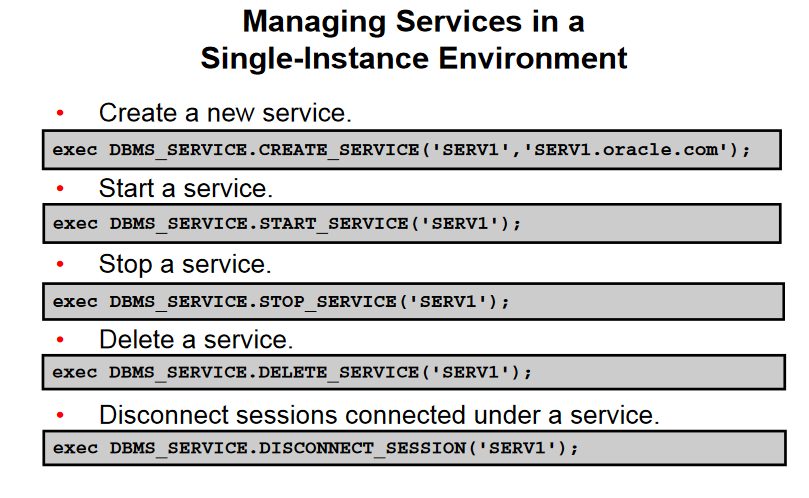 Managing Services in a
Single-Instance Environment
• Create a new service.
exec DBMS_SERVICE.CREATE_SERVICE('SERV1','SERV1.oracle.com');
• Start a service.
exec DBMS_SERVICE.START_SERVICE('SERV1');
• Stop a service.
exec DBMS_SERVICE.STOP_SERVICE('SERV1');
• Delete a service.
exec DBMS_SERVICE.DELETE_SERVICE('SERV1');
• Disconnect sessions connected under a service.
exec DBMS_SERVICE.DISCONNECT_SESSION('SERV1');